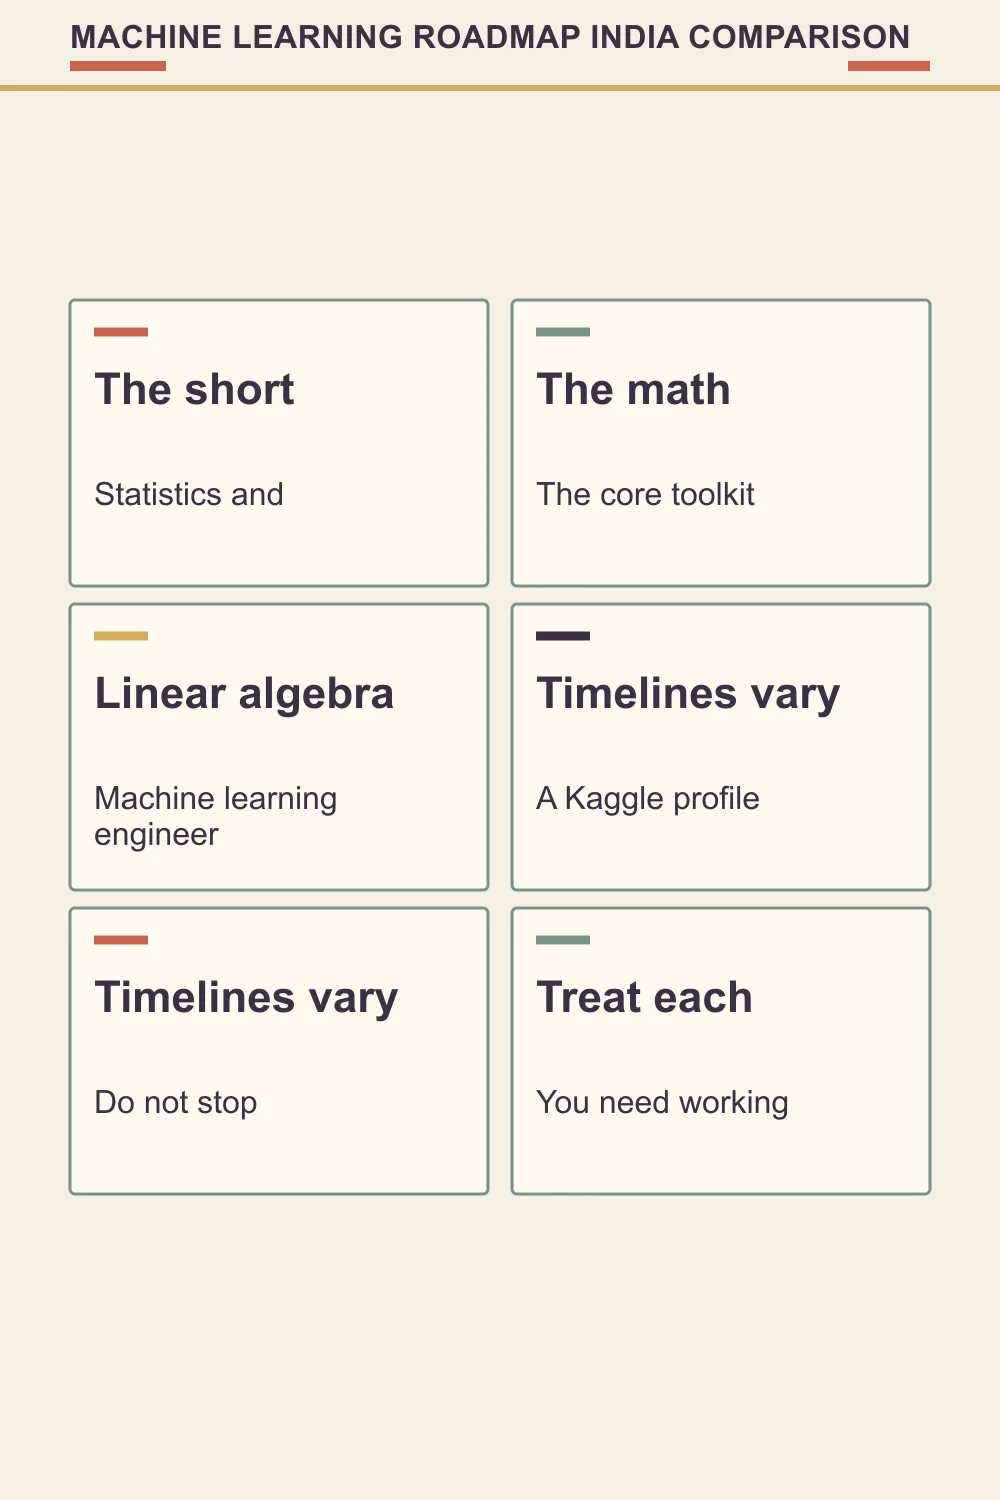 MACHINE LEARNING ROADMAP INDIA COMPARISON
The short
Statistics and
The math
The core toolkit
Linear algebra
Machine learning
engineer
Timelines vary
A Kaggle profile
Timelines vary
Do not stop
Treat each
You need working